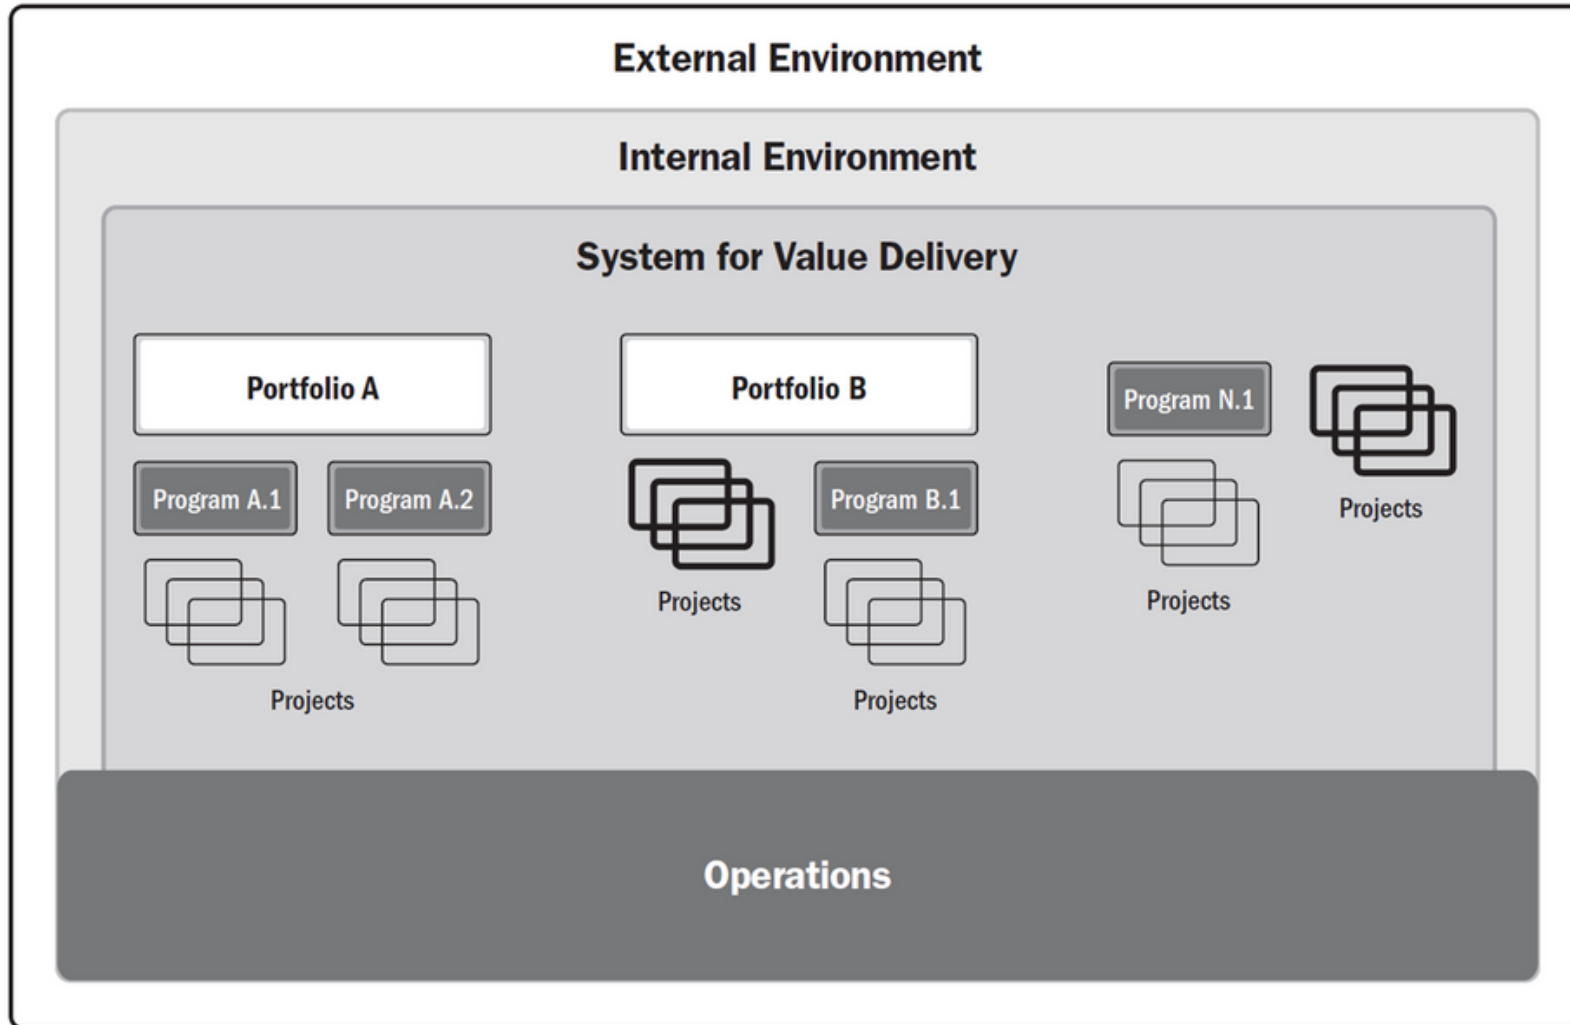 External Environment
Internal Environment
System for Value Delivery
Portfolio A
Portfolio B
Program N.1
Projects
Program A.1
Program A.2
Program B.1
Projects
Projects
Projects
Projects
Operations